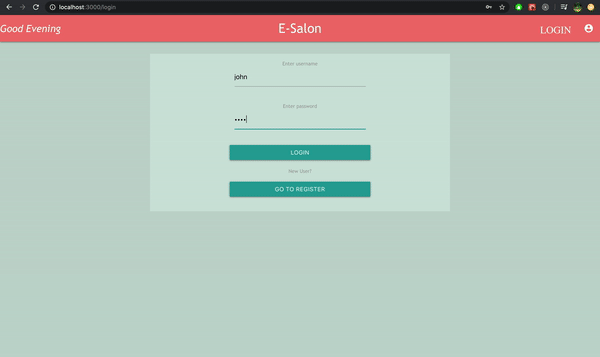 localhost:3000/login
Good Evening
E-Salon
LOGIN
Enter username
john
Enter password
••••
LOGIN
New User?
GO TO REGISTER